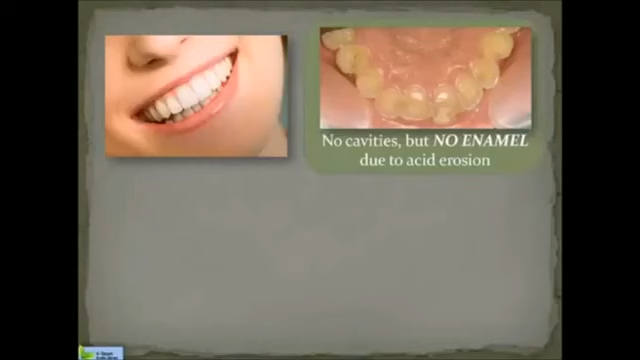 No cavities, but NO ENAMEL
due to acid erosion